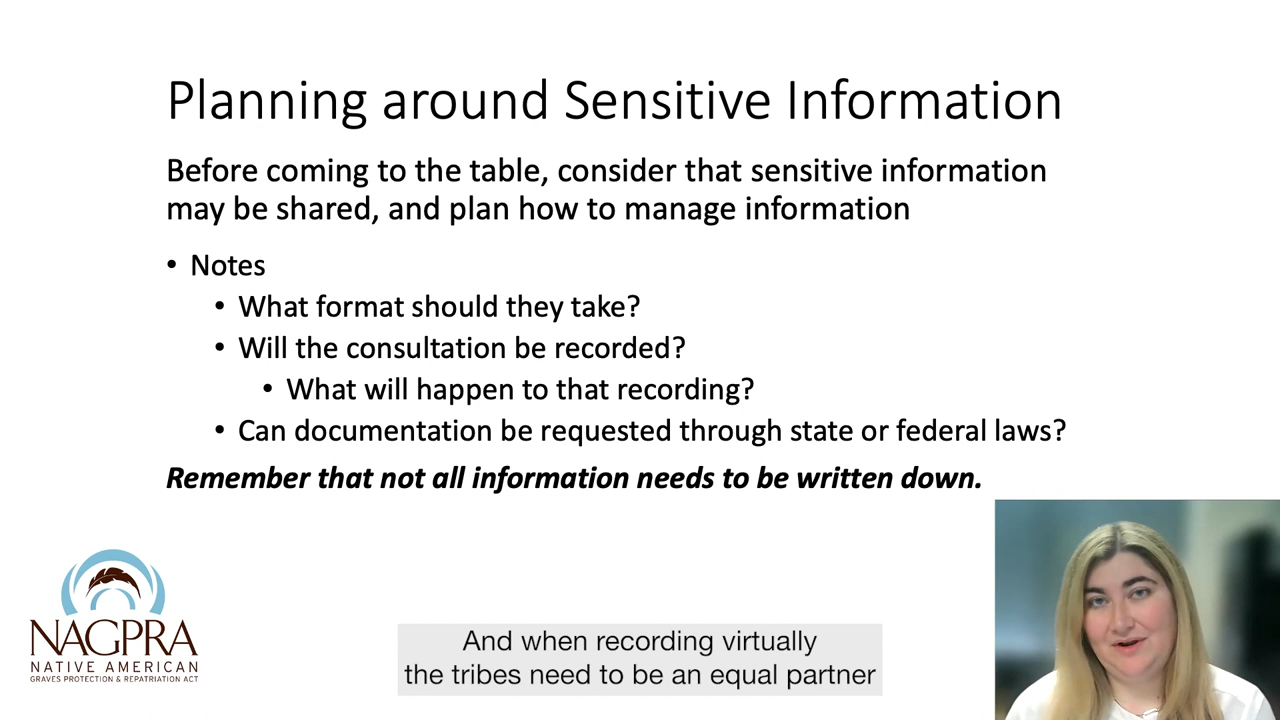 Planning around Sensitive Information
Before coming to the table, consider that sensitive information
may be shared, and plan how to manage information
• Notes
• What format should they take?
• Will the consultation be recorded?
• What will happen to that recording?
• Can documentation be requested through state or federal laws?
Remember that not all information needs to be written down.
NAGPRA
NATIVE AMERICAN
GRAVES PROTECTION & REPATRIATION ACT
And when recording virtually
the tribes need to be an equal partner